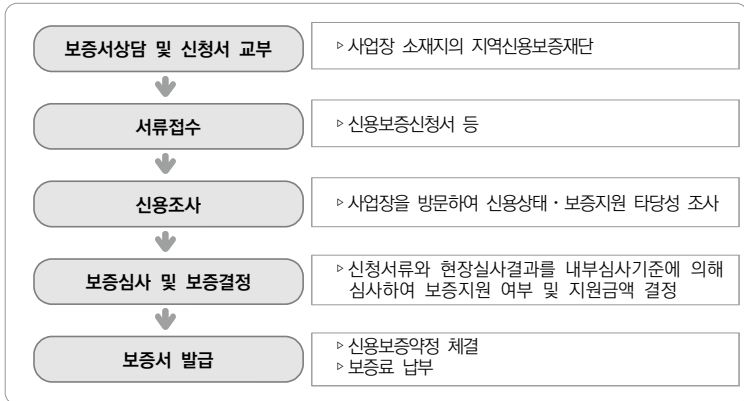 보증서상담 및 신청서 교부
▹사업장 소재지의 지역신용보증재단
서류접수
▹신용보증신청서 등
신용조사
▹사업장을 방문하여 신용상태・보증지원 타당성 조사
보증심사 및 보증결정
▹신청서류와 현장실사결과를 내부심사기준에 의해
심사하여 보증지원 여부 및 지원금액 결정
보증서 발급
▹신용보증약정 체결
▹보증료 납부